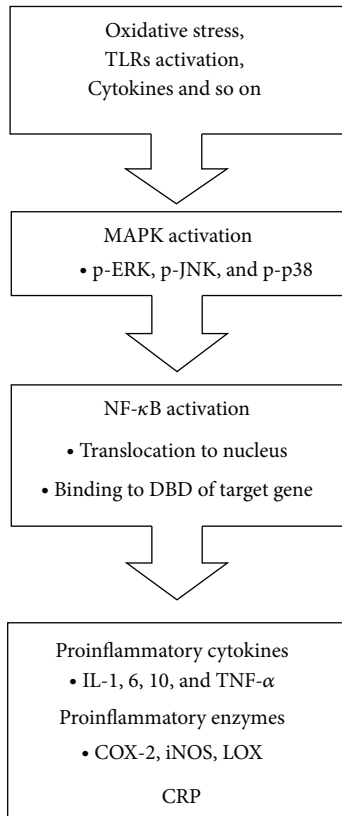 Oxidative stress,
TLRs activation,
Cytokines and so on
MAPK activation
• p-ERK, p-JNK, and p-p38
NF-κB activation
• Translocation to nucleus
• Binding to DBD of target gene
Proinflammatory cytokines
• IL-1, 6, 10, and TNF-α
Proinflammatory enzymes
• COX-2, iNOS, LOX
CRP